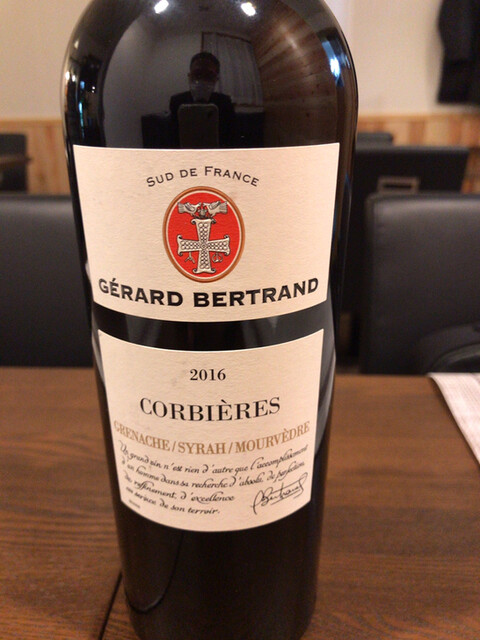 SUD DE FRANCE
GÉRARD BERTRAND
2016
CORBIÈRES
GRENACHE/SYRAH/MOURVÈDRE
Un grand vin n'est rien d'autre que l'accomplissement
d'un homme dans sa recherche d'absolu, de perfection,
de raffinement, d'excellence
au service de son terroir.